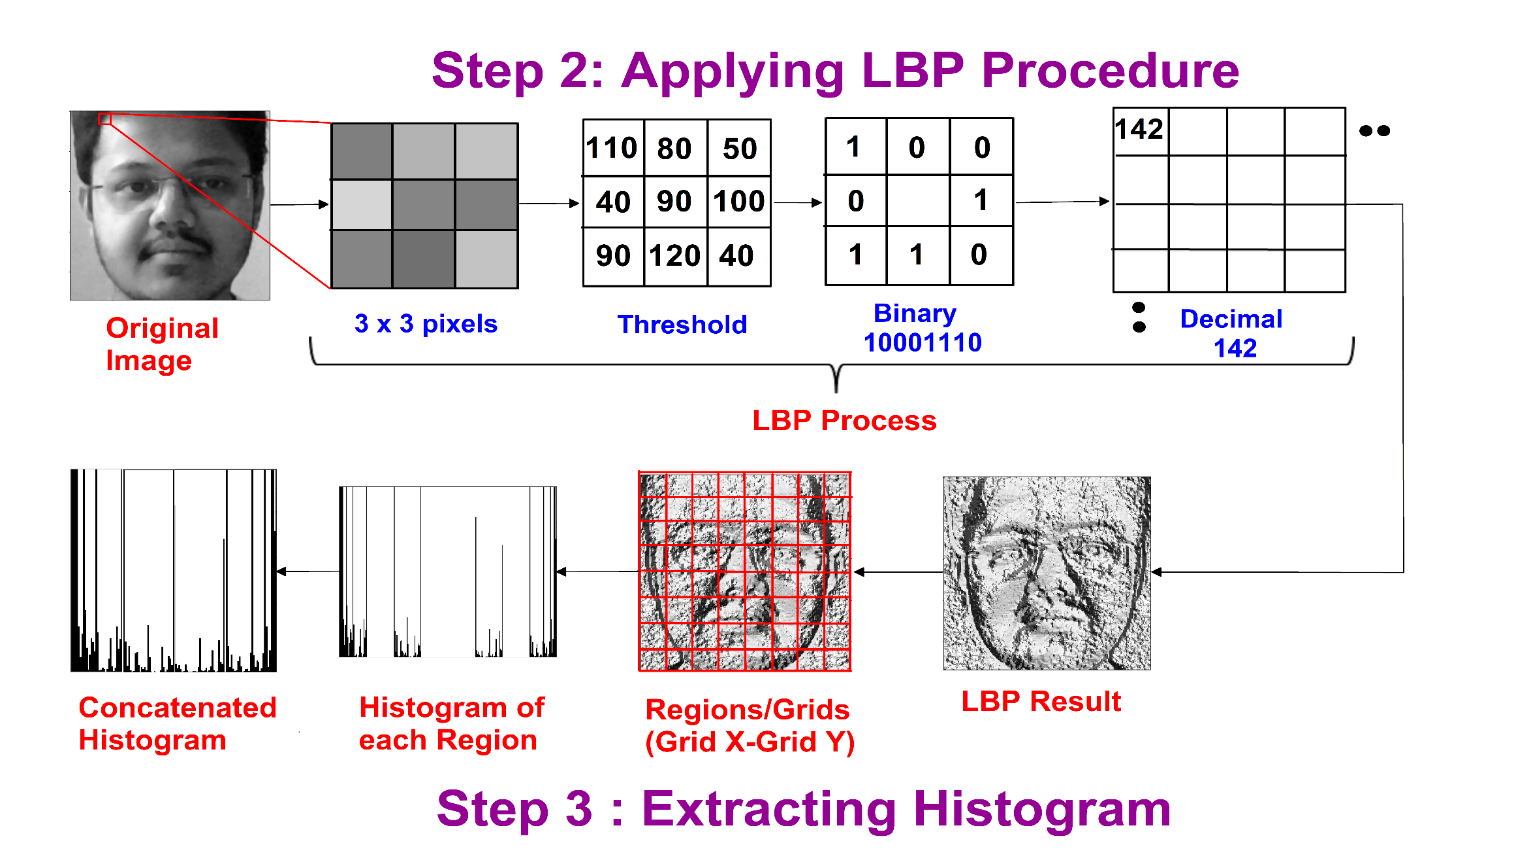 Step 2: Applying LBP Procedure
110 80 50
40 90 100
90 120 40
1 0 0
0 1
1 1 0
142
Original
Image
3 x 3 pixels
Threshold
Binary
10001110
Decimal
142
LBP Process
Concatenated
Histogram
Histogram of
each Region
Regions/Grids
(Grid X-Grid Y)
LBP Result
Step 3 : Extracting Histogram